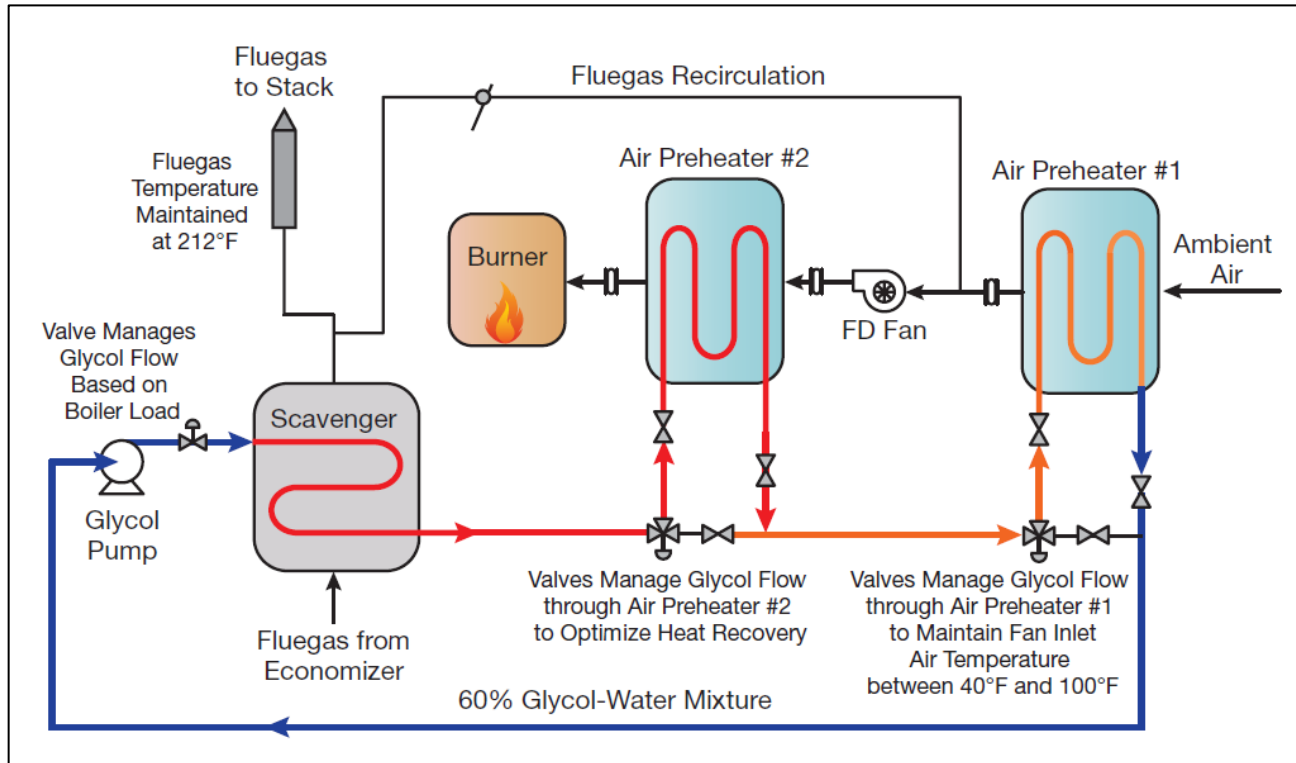 Fluegas
to Stack
Fluegas Recirculation
Fluegas
Temperature
Maintained
at 212°F
Air Preheater #2
Air Preheater #1
Burner
Ambient
Air
FD Fan
Valve Manages
Glycol Flow
Based on
Boiler Load
Scavenger
Glycol
Pump
Fluegas from
Economizer
Valves Manage Glycol Flow
through Air Preheater #2
to Optimize Heat Recovery
Valves Manage Glycol Flow
through Air Preheater #1
to Maintain Fan Inlet
Air Temperature
between 40°F and 100°F
60% Glycol-Water Mixture